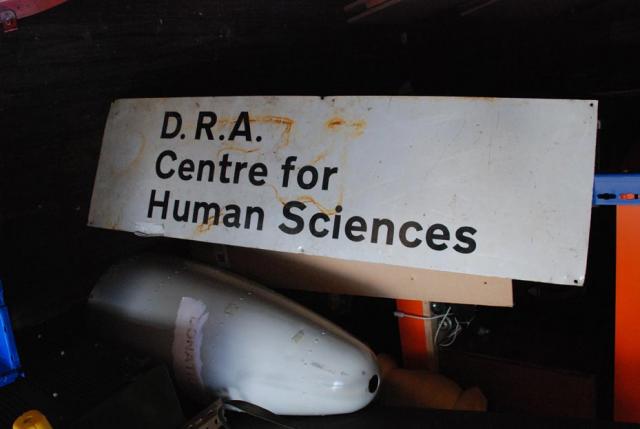 D.R.A.
Centre for
Human Sciences